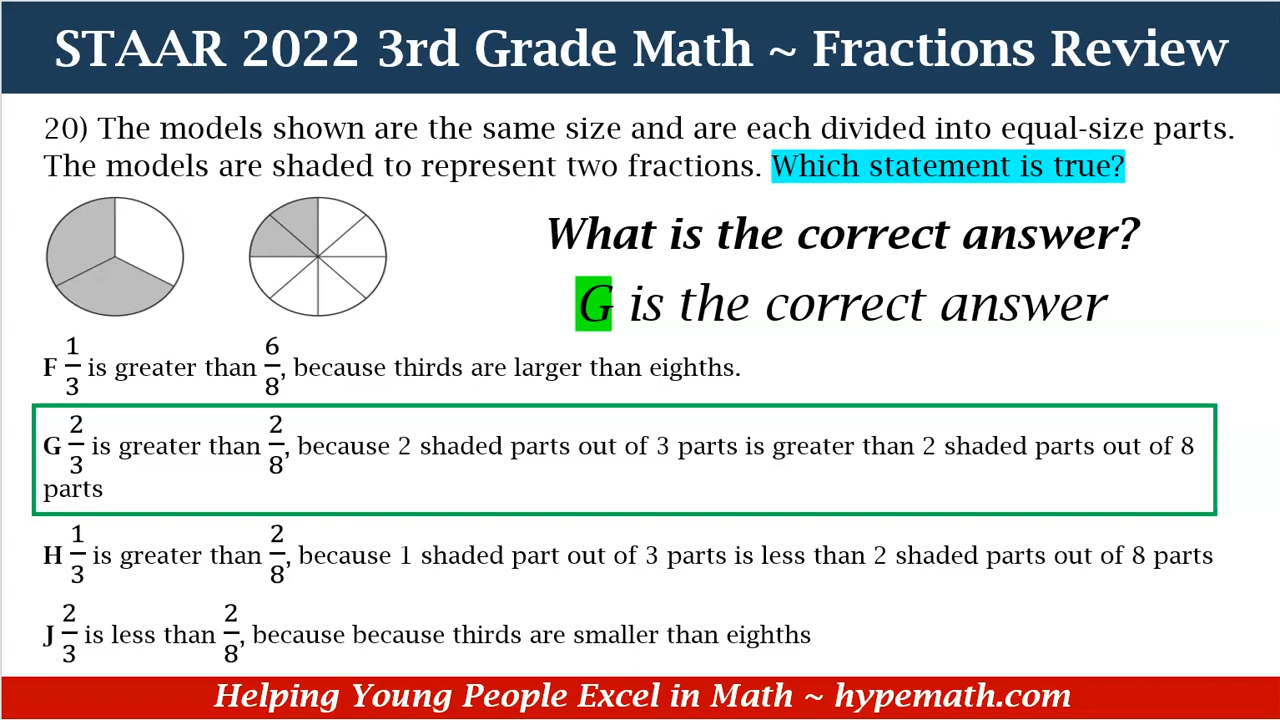 STAAR 2022 3rd Grade Math ~ Fractions Review
20) The models shown are the same size and are each divided into equal-size parts.
The models are shaded to represent two fractions. Which statement is true?
What is the correct answer?
G is the correct answer
F 1/3 is greater than 6/8, because thirds are larger than eighths.
G 2/3 is greater than 2/8, because 2 shaded parts out of 3 parts is greater than 2 shaded parts out of 8
parts
H 1/3 is greater than 2/8, because 1 shaded part out of 3 parts is less than 2 shaded parts out of 8 parts
J 2/3 is less than 2/8, because because thirds are smaller than eighths
Helping Young People Excel in Math ~ hypemath.com